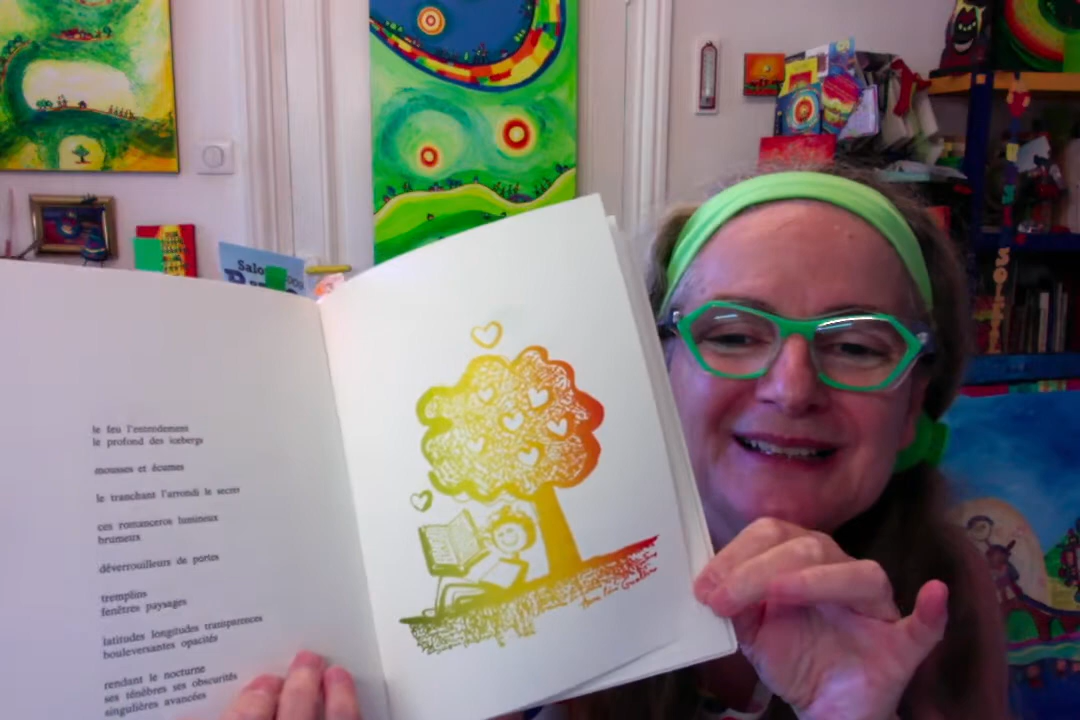 Salon
le feu l'entendement
le profond des icebergs
mousses et écumes
le tranchant l'arrondi le secret
ces romanceros lumineux
brumeux
déverrouilleurs de portes
tremplins
fenêtres paysages
latitudes longitudes transparences
bouleversantes opacités
rendant le nocturne
ses ténèbres ses obscurités
singulières avancées